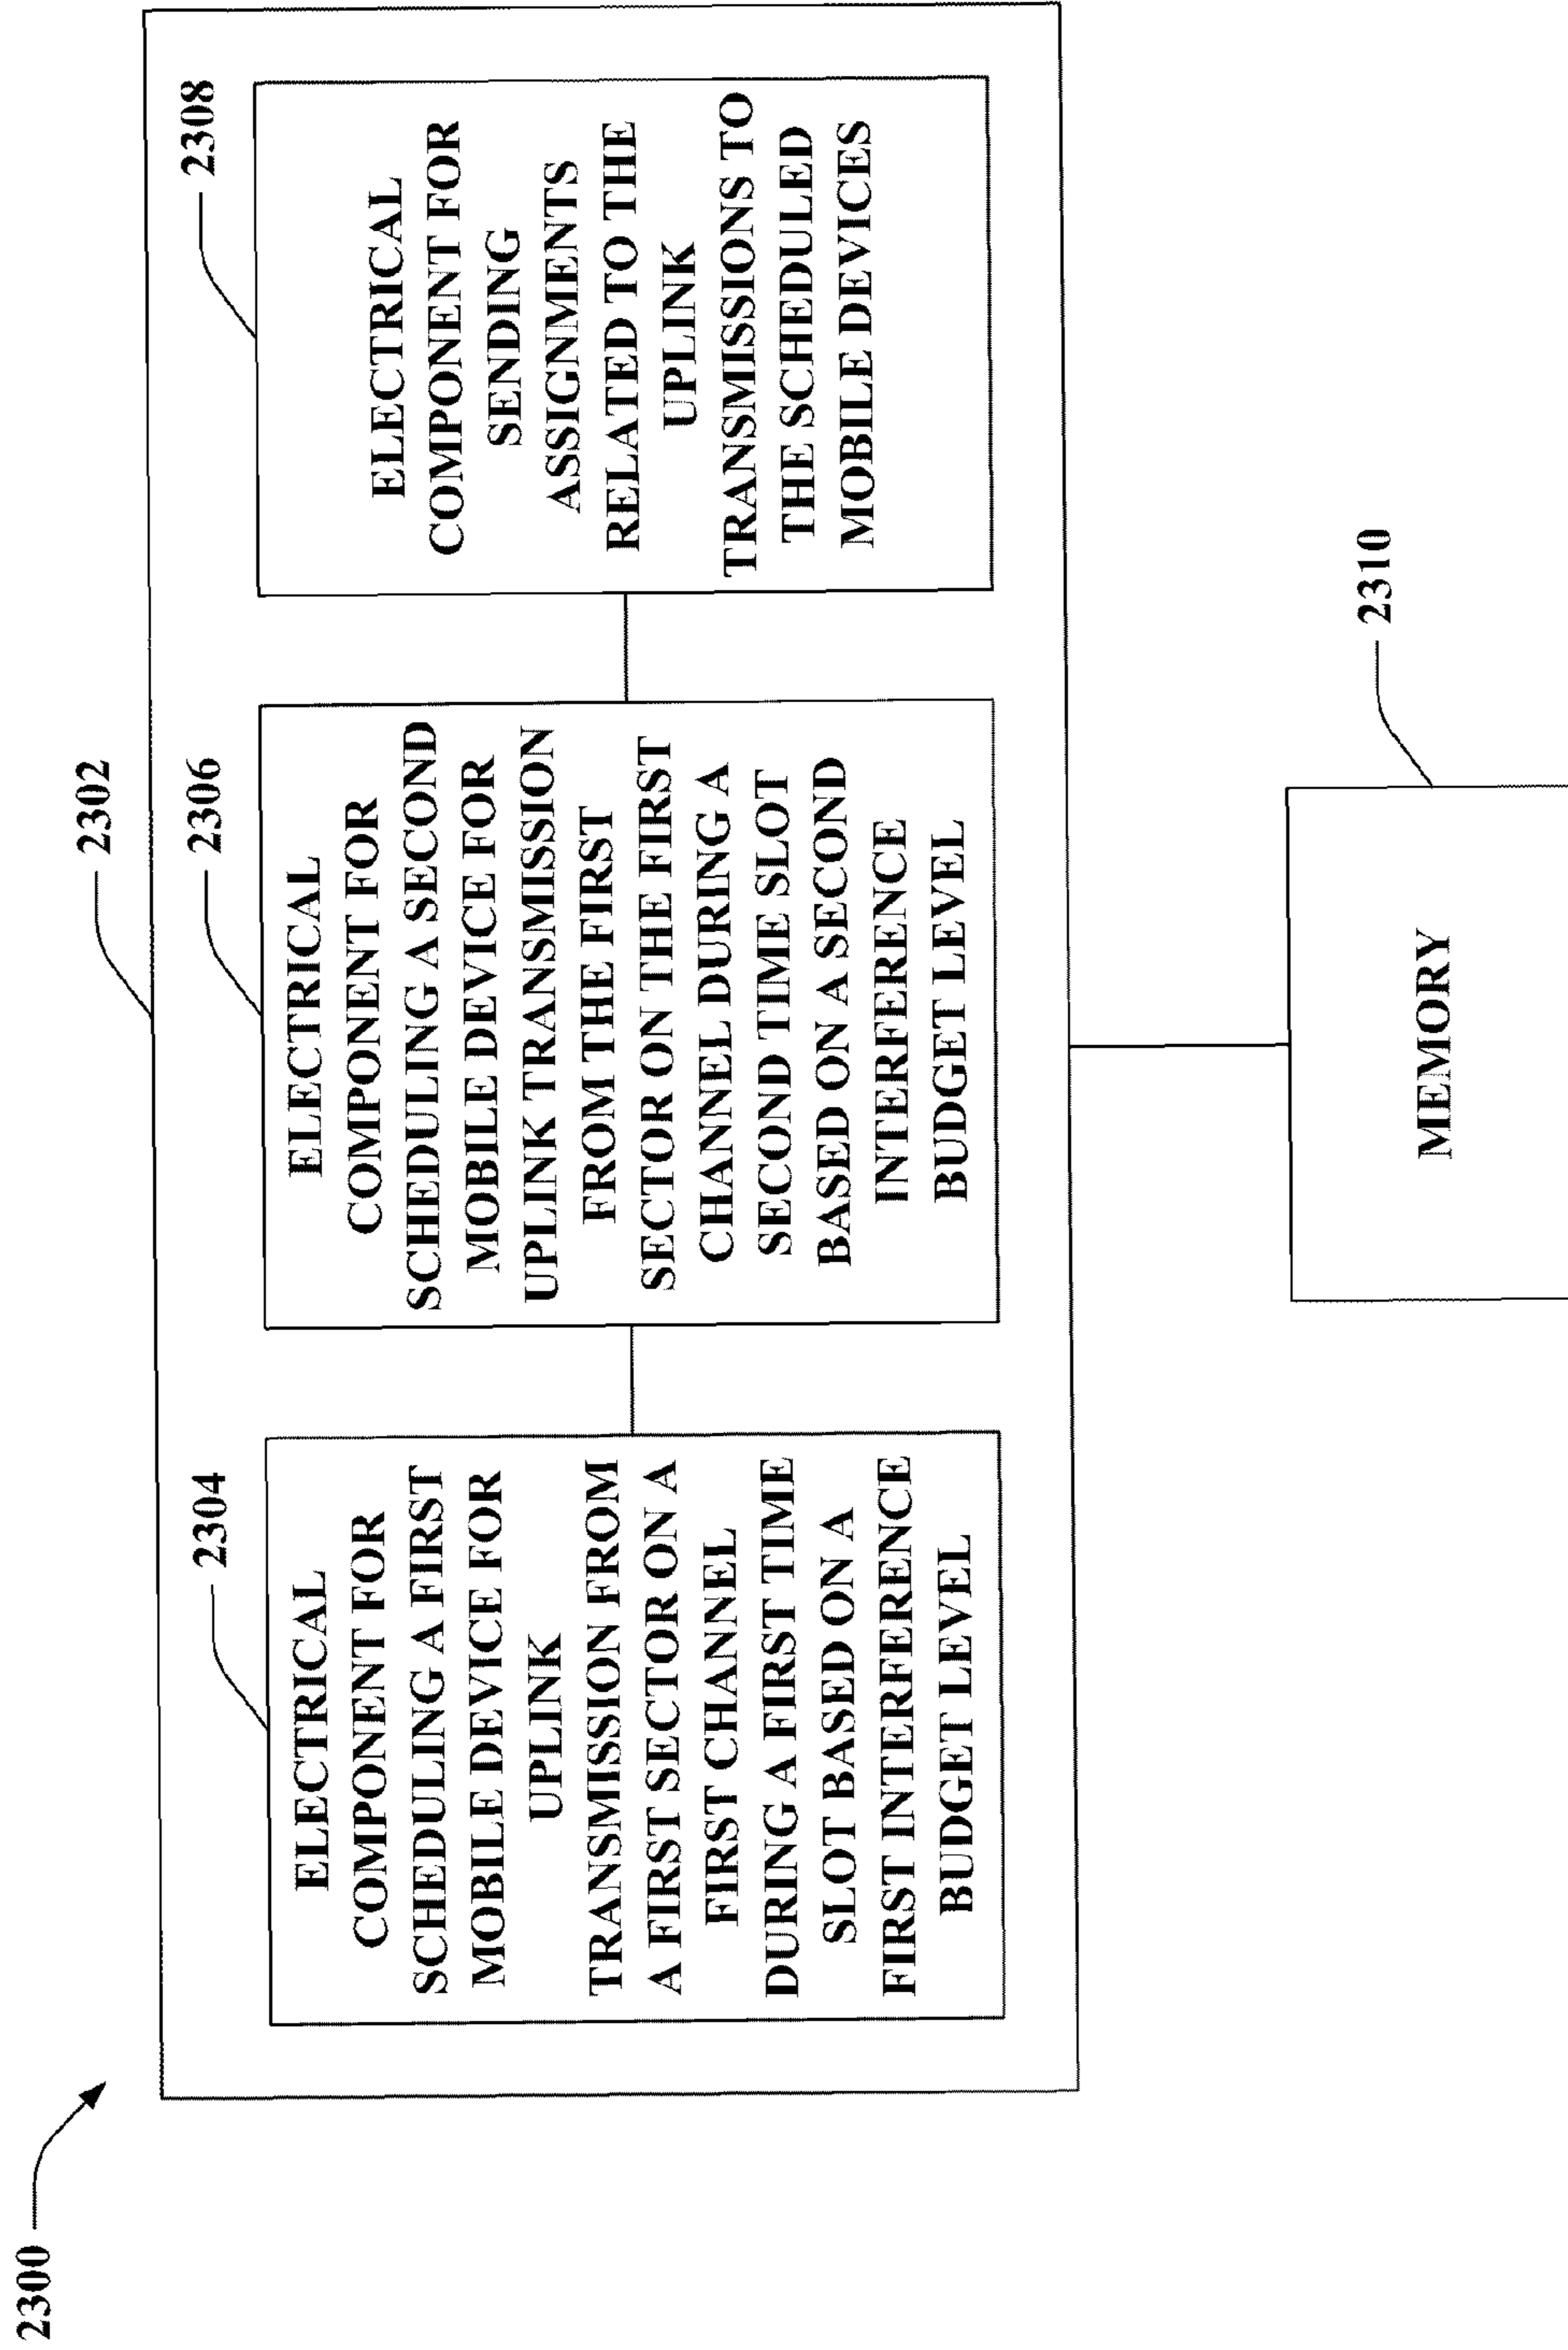 2300
2302
2304
ELECTRICAL
COMPONENT FOR
SCHEDULING A FIRST
MOBILE DEVICE FOR
UPLINK
TRANSMISSION FROM
A FIRST SECTOR ON A
FIRST CHANNEL
DURING A FIRST TIME
SLOT BASED ON A
FIRST INTERFERENCE
BUDGET LEVEL
2306
ELECTRICAL
COMPONENT FOR
SCHEDULING A SECOND
MOBILE DEVICE FOR
UPLINK TRANSMISSION
FROM THE FIRST
SECTOR ON THE FIRST
CHANNEL DURING A
SECOND TIME SLOT
BASED ON A SECOND
INTERFERENCE
BUDGET LEVEL
2308
ELECTRICAL
COMPONENT FOR
SENDING
ASSIGNMENTS
RELATED TO THE
UPLINK
TRANSMISSIONS TO
THE SCHEDULED
MOBILE DEVICES
2310
MEMORY